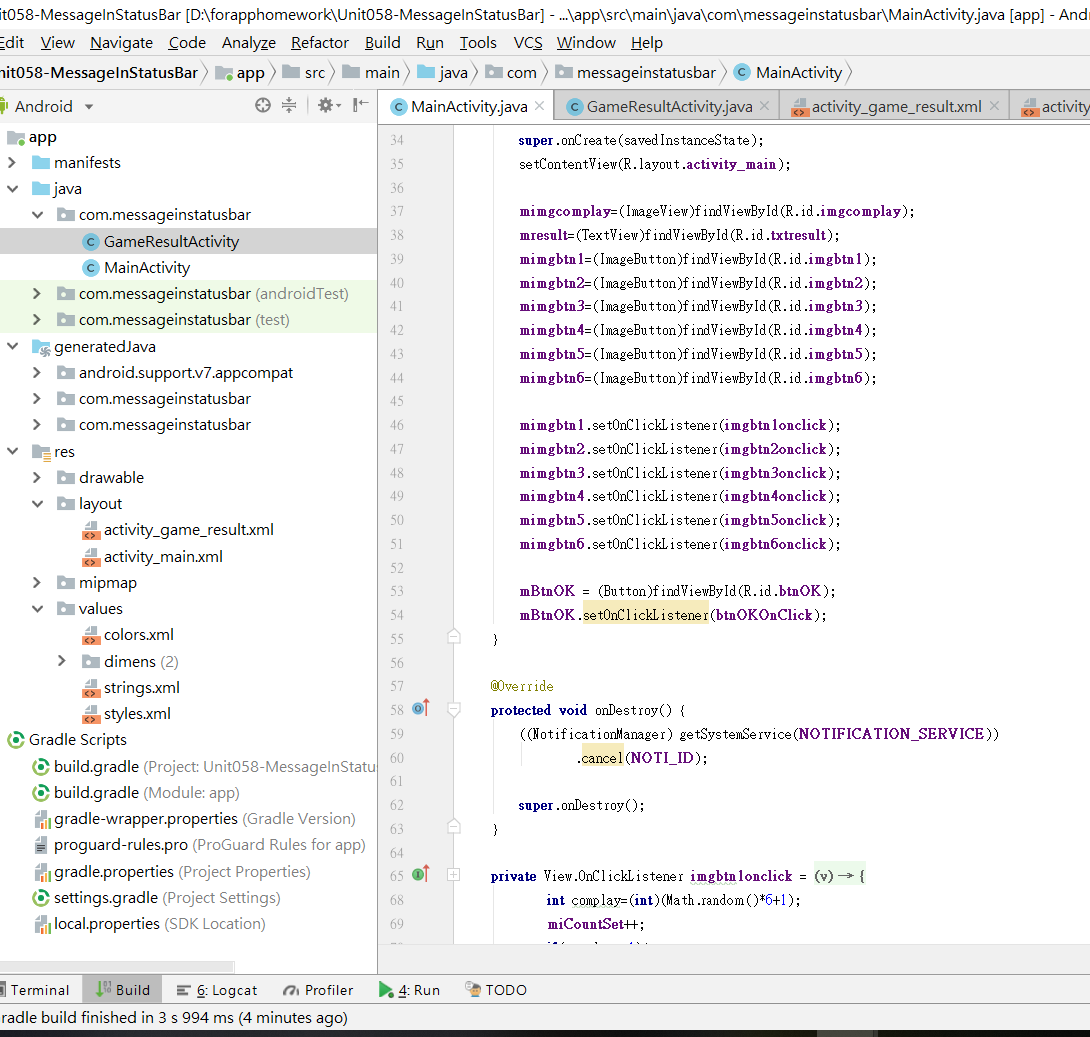 nit058-MessageInStatusBar [D:\forapphomework\Unit058-MessageInStatusBar] - ...\app\src\main\java\com\messageinstatusbar\MainActivity.java [app] - And
Edit View Navigate Code Analyze Refactor Build Run Tools VCS Window Help
nit058-MessageInStatusBar app src main java com messageinstatusbar MainActivity
Android
MainActivity.java GameResultActivity.java activity_game_result.xml activity
app
manifests
java
com.messageinstatusbar
GameResultActivity
MainActivity
com.messageinstatusbar (androidTest)
com.messageinstatusbar (test)
generatedJava
android.support.v7.appcompat
com.messageinstatusbar
com.messageinstatusbar
res
drawable
layout
activity_game_result.xml
activity_main.xml
mipmap
values
colors.xml
dimens (2)
strings.xml
styles.xml
Gradle Scripts
build.gradle (Project: Unit058-MessageInStatu
build.gradle (Module: app)
gradle-wrapper.properties (Gradle Version)
proguard-rules.pro (ProGuard Rules for app)
gradle.properties (Project Properties)
settings.gradle (Project Settings)
local.properties (SDK Location)
34 super.onCreate(savedInstanceState);
35 setContentView(R.layout.activity_main);
36
37 mimgcomplay=(ImageView)findViewById(R.id.imgcomplay);
38 mresult=(TextView)findViewById(R.id.txtresult);
39 mimgbtn1=(ImageButton)findViewById(R.id.imgbtn1);
40 mimgbtn2=(ImageButton)findViewById(R.id.imgbtn2);
41 mimgbtn3=(ImageButton)findViewById(R.id.imgbtn3);
42 mimgbtn4=(ImageButton)findViewById(R.id.imgbtn4);
43 mimgbtn5=(ImageButton)findViewById(R.id.imgbtn5);
44 mimgbtn6=(ImageButton)findViewById(R.id.imgbtn6);
45
46 mimgbtn1.setOnClickListener(imgbtn1onclick);
47 mimgbtn2.setOnClickListener(imgbtn2onclick);
48 mimgbtn3.setOnClickListener(imgbtn3onclick);
49 mimgbtn4.setOnClickListener(imgbtn4onclick);
50 mimgbtn5.setOnClickListener(imgbtn5onclick);
51 mimgbtn6.setOnClickListener(imgbtn6onclick);
52
53 mBtnOK = (Button)findViewById(R.id.btnOK);
54 mBtnOK.setOnClickListener(btnOKOnClick);
55 }
56
57 @Override
58 protected void onDestroy() {
59 ((NotificationManager) getSystemService(NOTIFICATION_SERVICE))
60 .cancel(NOTI_ID);
61
62 super.onDestroy();
63 }
64
65 private View.OnClickListener imgbtn1onclick = (v) → {
68 int complay=(int)(Math.random()*6+1);
69 miCountSet++;
Terminal Build 6: Logcat Profiler 4: Run TODO
radle build finished in 3 s 994 ms (4 minutes ago)